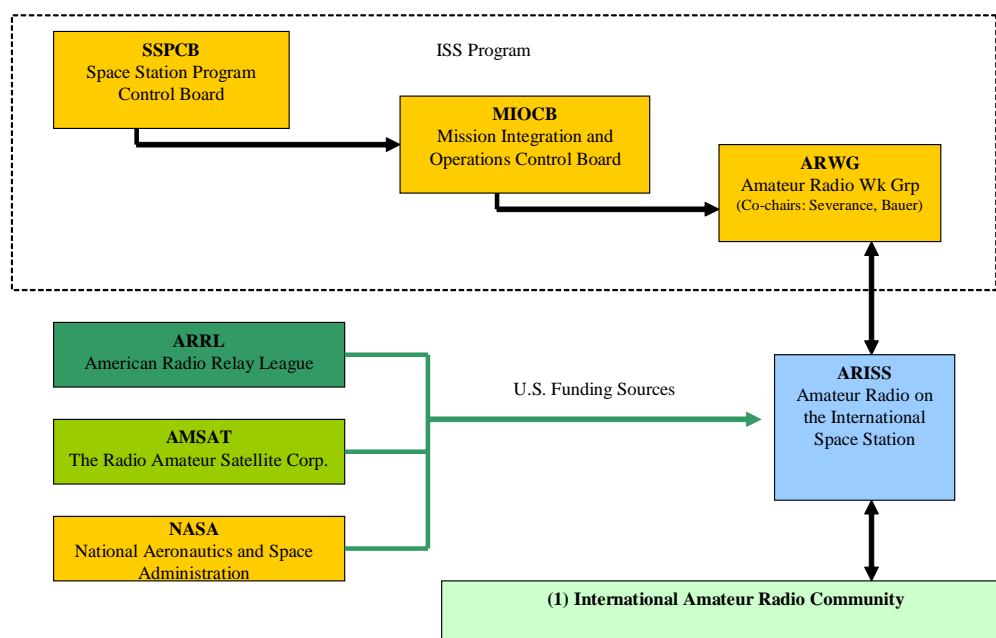 SSPCB
Space Station Program
Control Board
ISS Program
MIOCB
Mission Integration and
Operations Control Board
ARWG
Amateur Radio Wk Grp
(Co-chairs: Severance, Bauer)
ARRL
American Radio Relay League
U.S. Funding Sources
ARISS
Amateur Radio on
the International
Space Station
AMSAT
The Radio Amateur Satellite Corp.
NASA
National Aeronautics and Space
Administration
(1) International Amateur Radio Community